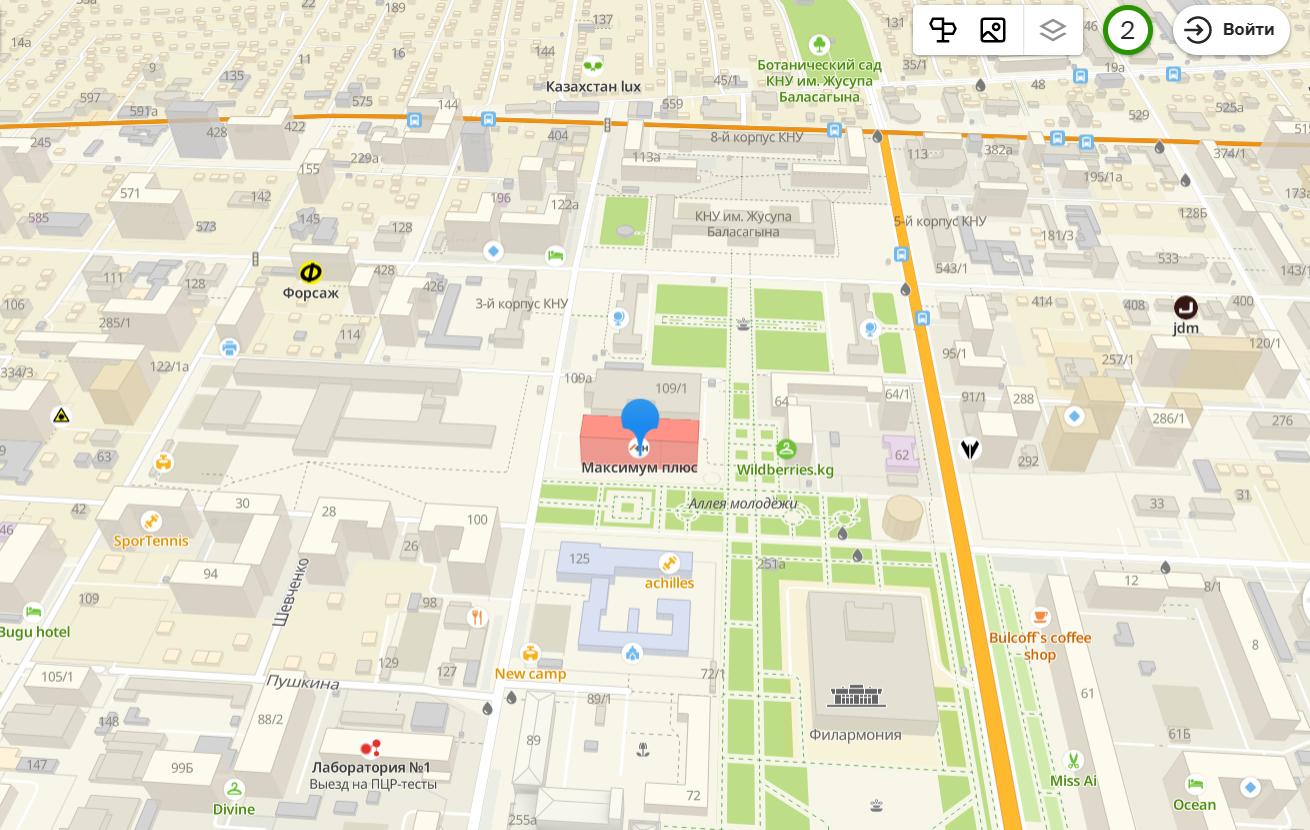 22
53а
189
137
131
46
2
Войти
14а
16
144
Ботанический сад
КНУ им. Жусупа
Баласагына
35/1
19а
9
135
11
45/1
48
Казахстан lux
597
591а
575
144
559
529
525а
518
428
422
404
8-й корпус КНУ
245
155
229а
113а
113
382а
374/1
195/1а
571
142
196
122а
173а
585
573
145
128
КНУ им. Жусупа
Баласагына
5-й корпус КНУ
128Б
181/3
533
543/1
143/1
111
128
428
426
Форсаж
106
3-й корпус КНУ
414
408
400
jdm
285/1
114
95/1
257/1
120/1
334/3
122/1а
109а
109/1
64
64/1
91/1
288
286/1
276
9
63
62
292
Максимум плюс
Wildberries.kg
42
30
28
100
Аллея молодёжи
33
31
46
SporTennis
26
125
achilles
251а
94
12
8/1
109
Шевченко
98
Bugu hotel
Bulcoff`s coffee
shop
8
129
127
New camp
72/1
105/1
Пушкина
61
148
88/2
89/1
89
Филармония
61Б
147
99Б
Лаборатория №1
Выезд на ПЦР-тесты
Miss Ai
Divine
72
Ocean
255а